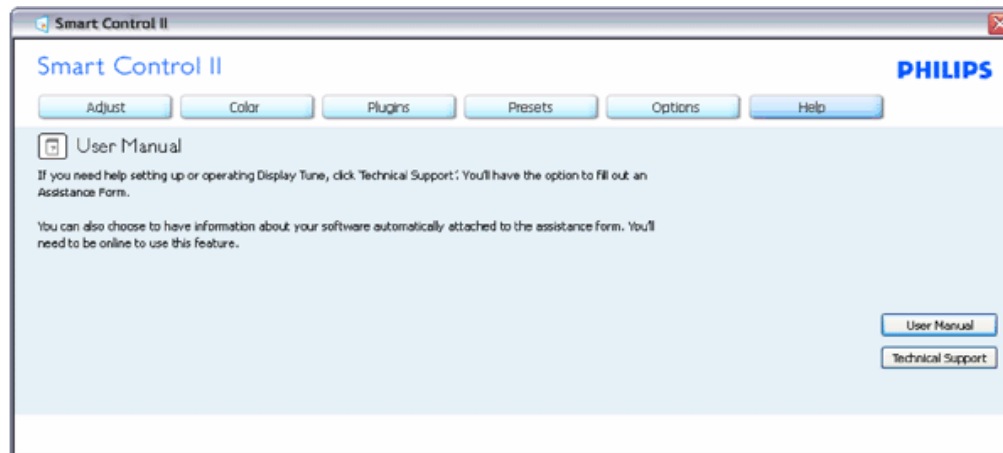 Smart Control II
Smart Control II
PHILIPS
Adjust
Color
Plugins
Presets
Options
Help
User Manual
If you need help setting up or operating Display Tune, click 'Technical Support'. You'll have the option to fill out an
Assistance Form.
You can also choose to have information about your software automatically attached to the assistance form. You'll
need to be online to use this feature.
User Manual
Technical Support